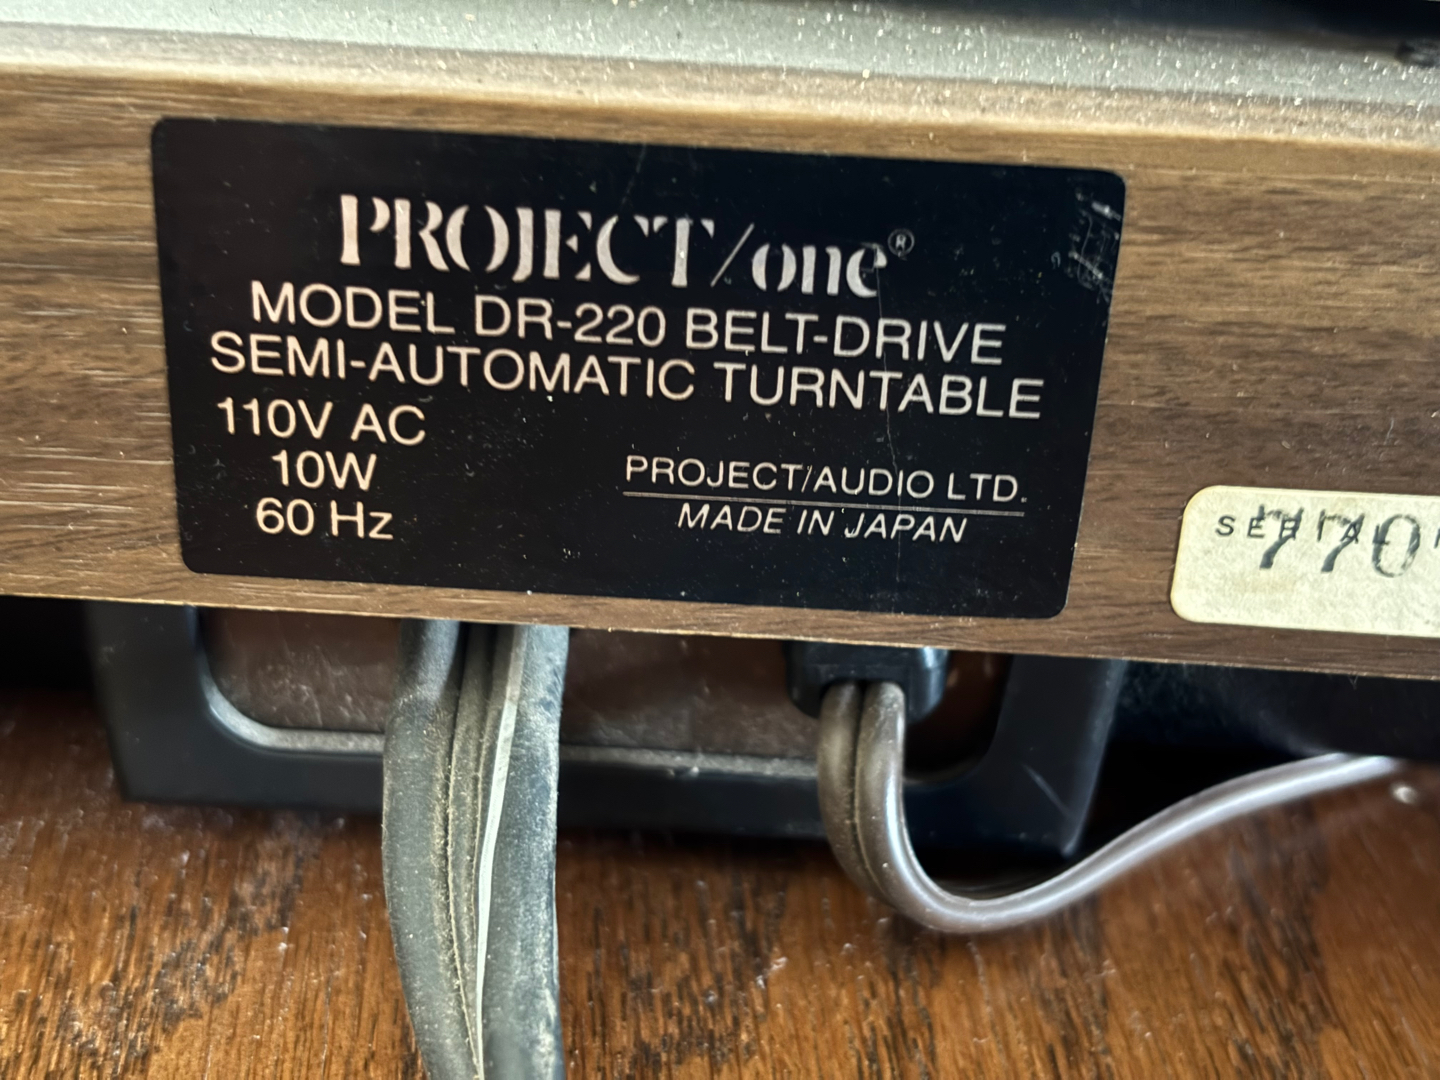 PROJECT/one®
MODEL DR-220 BELT-DRIVE
SEMI-AUTOMATIC TURNTABLE
110V AC
10W
60 Hz
PROJECT/AUDIO LTD.
MADE IN JAPAN
SERIAL
770